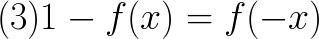 (3)1 − f(x) = f(−x)